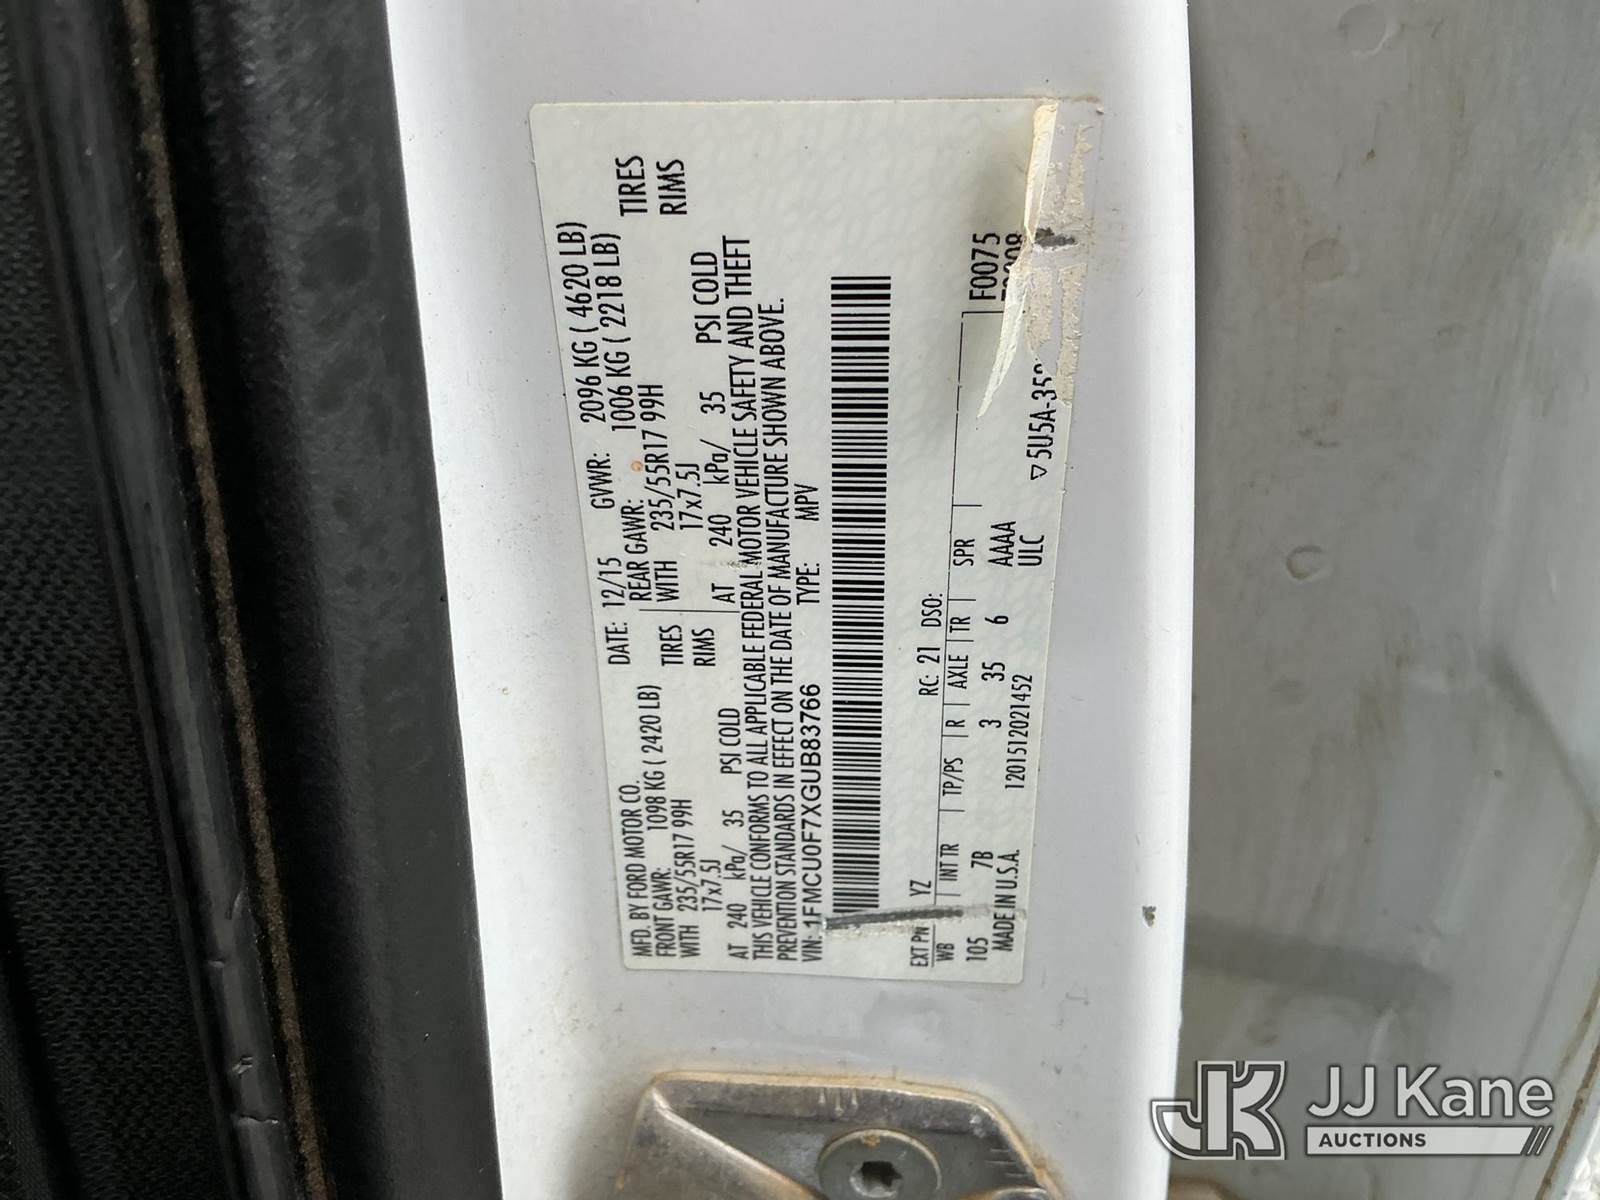 MFD. BY FORD MOTOR CO. DATE: 12/15 GVWR: 2096 KG ( 4620 LB)
FRONT GAWR: 1098 KG ( 2420 LB) REAR GAWR: 1006 KG ( 2218 LB)
WITH 235/55R17 99H TIRES WITH 235/55R17 99H TIRES
17x7.5J RIMS 17x7.5J RIMS
AT 240 kPa/ 35 PSI COLD AT 240 kPa/ 35 PSI COLD
THIS VEHICLE CONFORMS TO ALL APPLICABLE FEDERAL MOTOR VEHICLE SAFETY AND THEFT
PREVENTION STANDARDS IN EFFECT ON THE DATE OF MANUFACTURE SHOWN ABOVE.
VIN: 1FMCU0F7XGUB83766 TYPE: MPV
EXT PNT YZ RC: 21 DSO:
WB INT TR TP/PS R AXLE TR SPR F0075
105 7B 3 35 6 AAAA
MADE IN U.S.A. 1201512021452 ULC
▽ 5U5A-35
JJ Kane
AUCTIONS